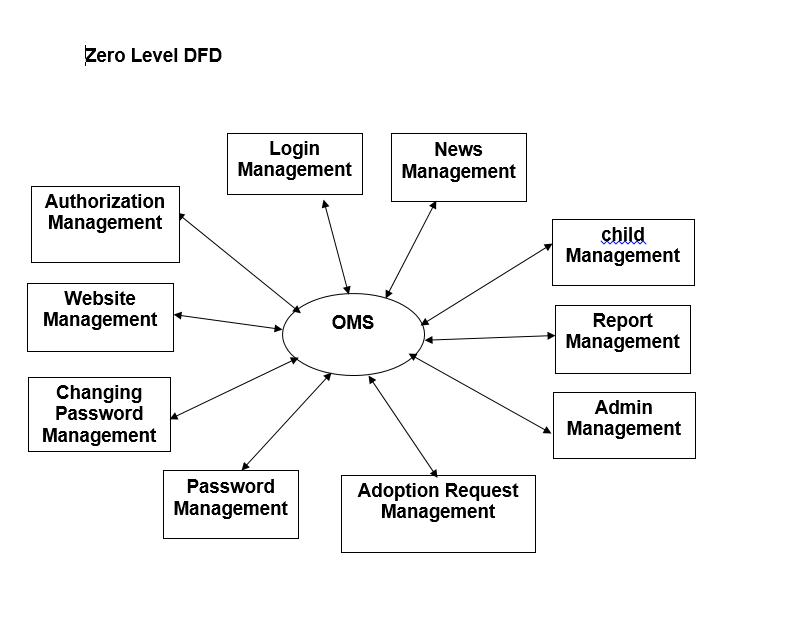 Zero Level DFD
Login
Management
News
Management
Authorization
Management
child
Management
Website
Management
OMS
Report
Management
Changing
Password
Management
Admin
Management
Password
Management
Adoption Request
Management